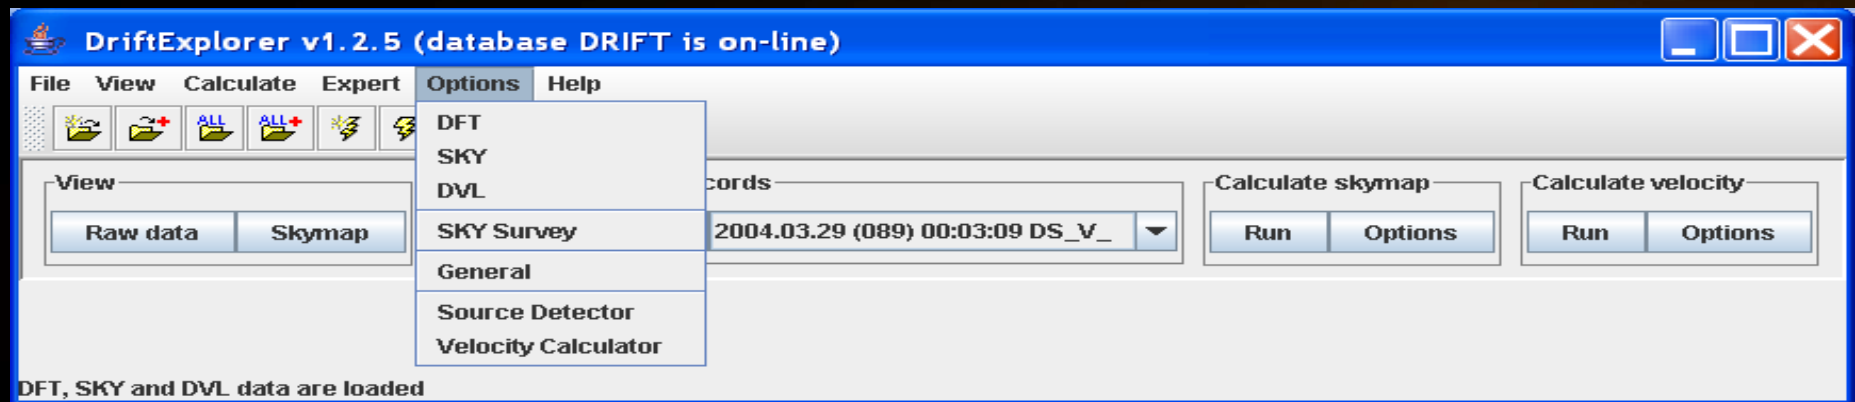 DriftExplorer v1.2.5 (database DRIFT is on-line)
File View Calculate Expert Options Help
ALL ALL
DFT
SKY
DVL
SKY Survey
General
Source Detector
Velocity Calculator
View
Raw data Skymap
2004.03.29 (089) 00:03:09 DS_V_
Calculate skymap
Run Options
Calculate velocity
Run Options
DFT, SKY and DVL data are loaded